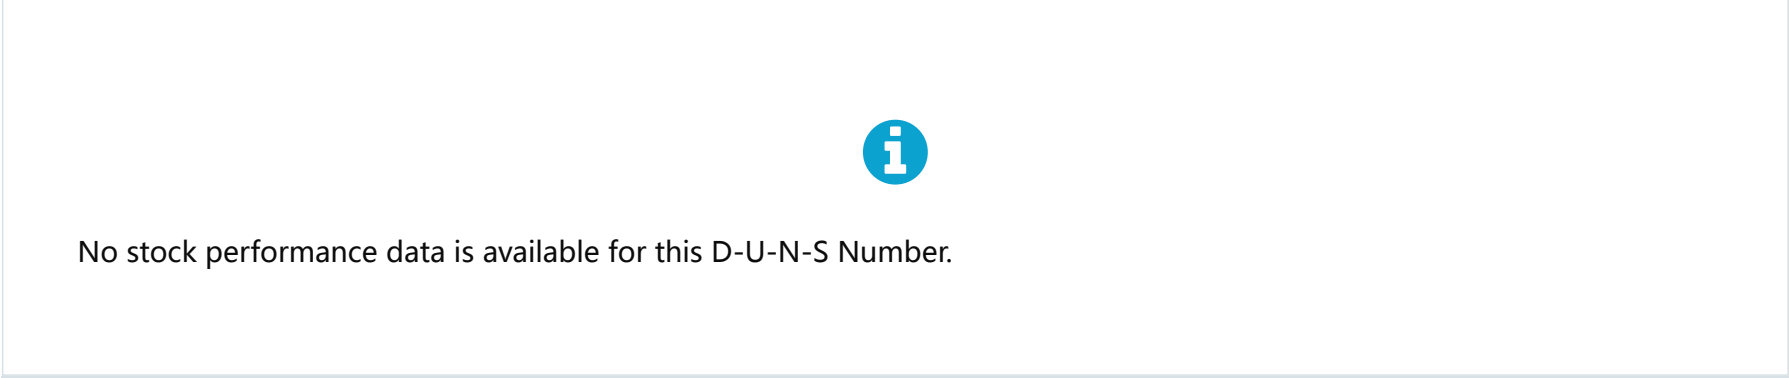 No stock performance data is available for this D-U-N-S Number.